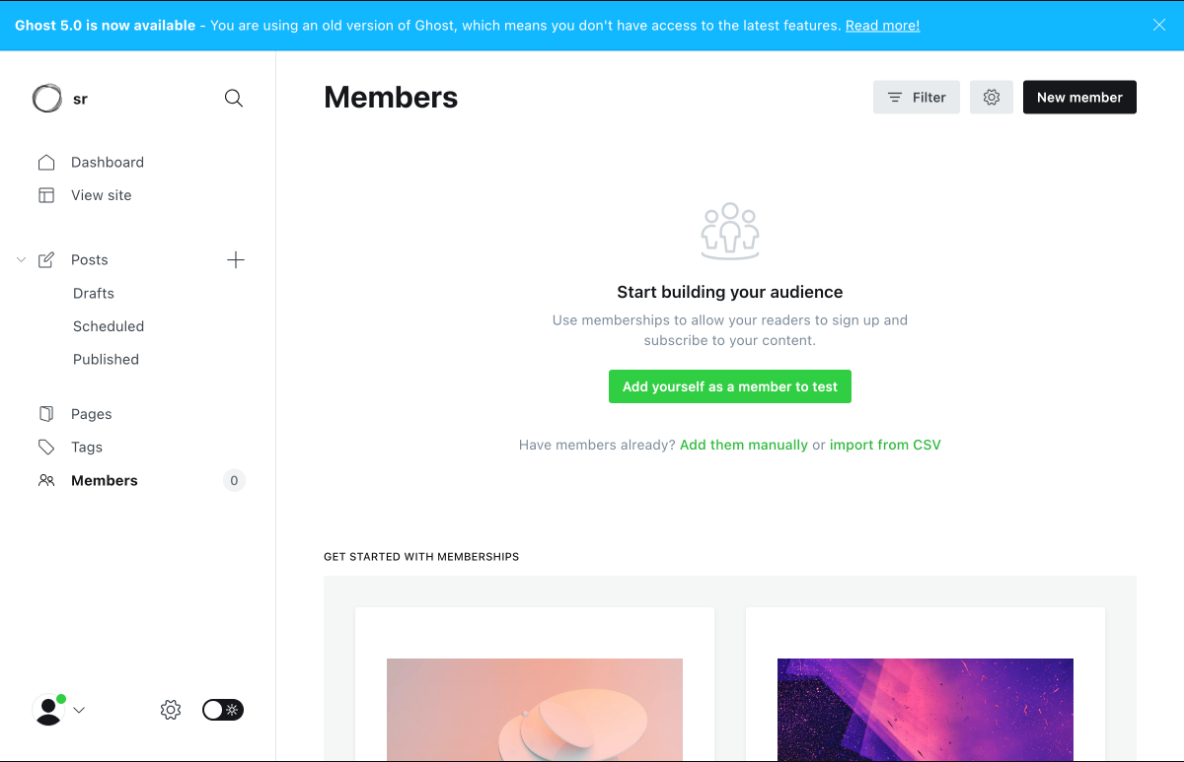 Ghost 5.0 is now available - You are using an old version of Ghost, which means you don't have access to the latest features. Read more!
sr
Dashboard
View site
Posts
Drafts
Scheduled
Published
Pages
Tags
Members
0
Members
Filter
New member
Start building your audience
Use memberships to allow your readers to sign up and
subscribe to your content.
Add yourself as a member to test
Have members already? Add them manually or import from CSV
GET STARTED WITH MEMBERSHIPS